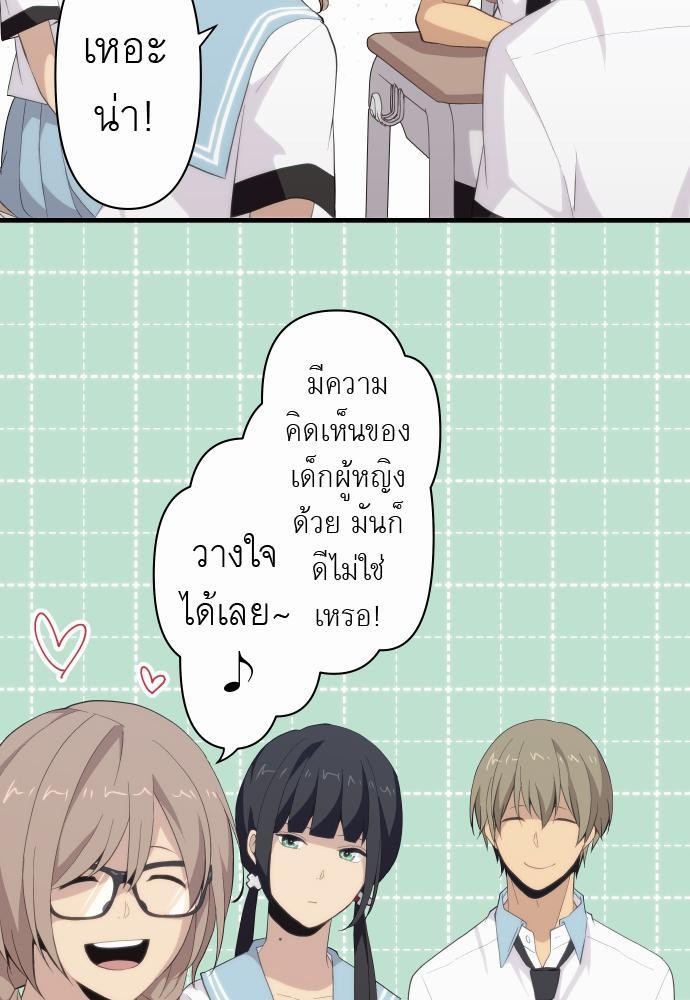 เหอะ
น่า!
มีความ
คิดเห็นของ
เด็กผู้หญิง
ด้วย มันก็
ดีไม่ใช่
เหรอ!
วางใจ
ได้เลย~